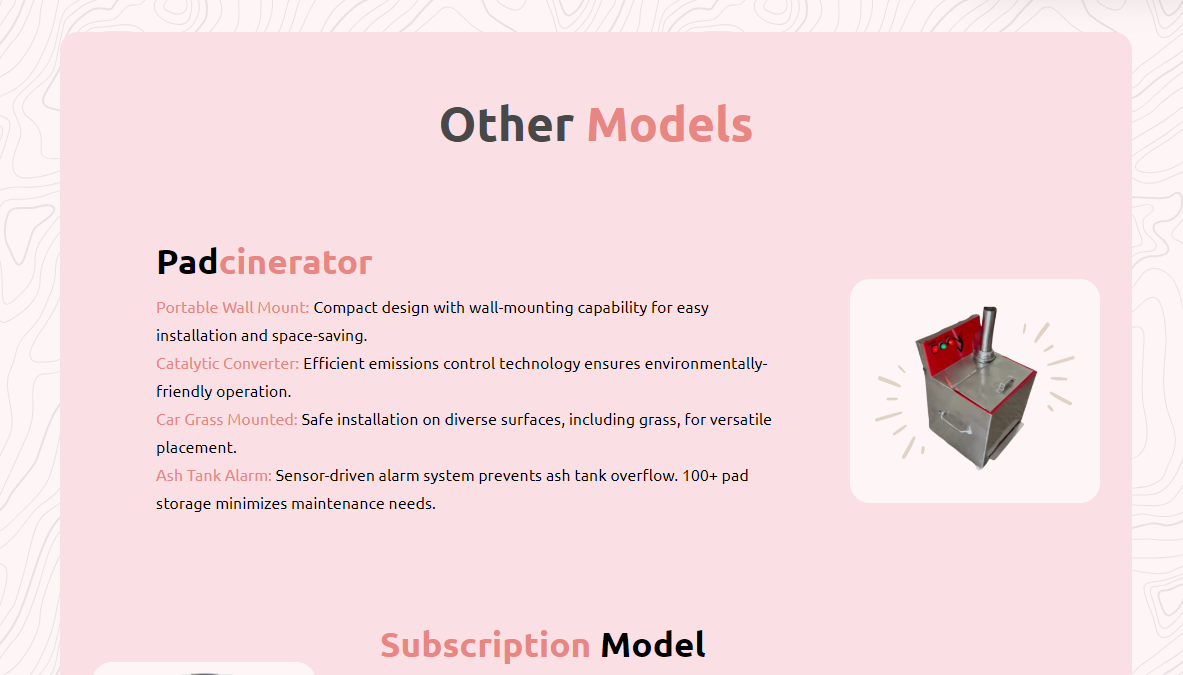 Other Models
Padcinerator
Portable Wall Mount: Compact design with wall-mounting capability for easy
installation and space-saving.
Catalytic Converter: Efficient emissions control technology ensures environmentally-
friendly operation.
Car Grass Mounted: Safe installation on diverse surfaces, including grass, for versatile
placement.
Ash Tank Alarm: Sensor-driven alarm system prevents ash tank overflow. 100+ pad
storage minimizes maintenance needs.
Subscription Model